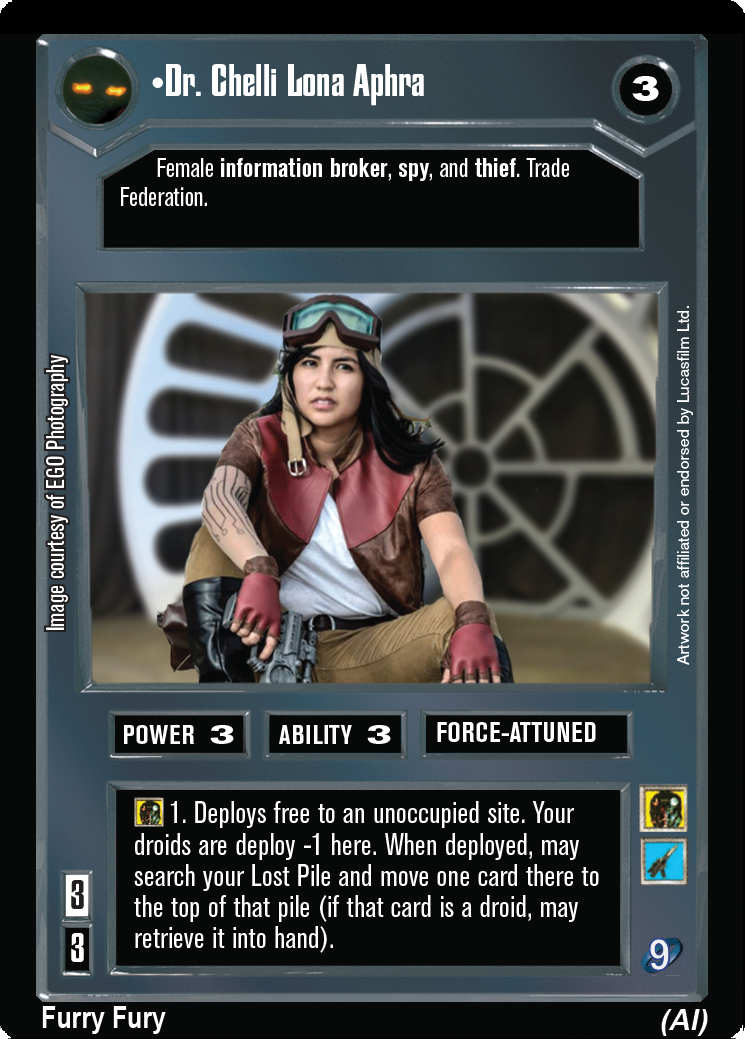 •Dr. Chelli Lona Aphra
3
Female information broker, spy, and thief. Trade
Federation.
Image courtesy of EGO Photography
Artwork not affiliated or endorsed by Lucasfilm Ltd.
POWER 3
ABILITY 3
FORCE-ATTUNED
1. Deploys free to an unoccupied site. Your
droids are deploy -1 here. When deployed, may
search your Lost Pile and move one card there to
the top of that pile (if that card is a droid, may
retrieve it into hand).
3
3
9
Furry Fury
(AI)